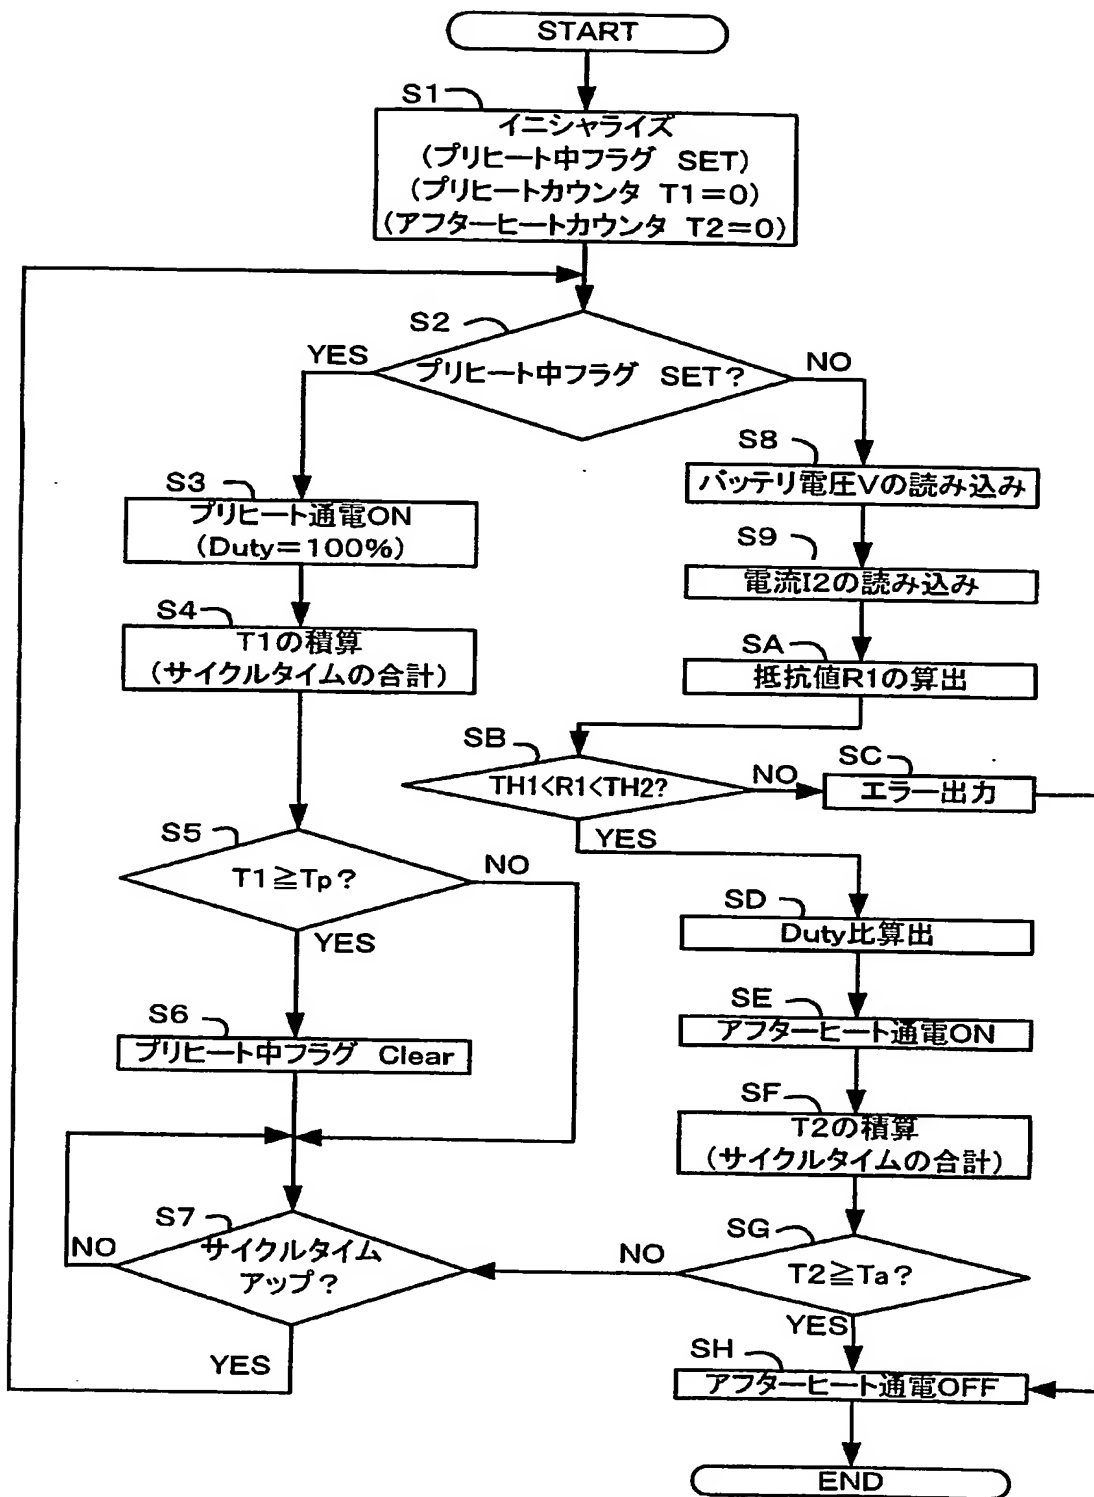 START
S1
イニシャライズ
(プリヒート中フラグ SET)
(プリヒートカウンタ T1=0)
(アフターヒートカウンタ T2=0)
S2
YES
プリヒート中フラグ SET?
NO
S3
プリヒート通電ON
(Duty=100%)
S4
T1の積算
(サイクルタイムの合計)
S5
T1≧Tp?
NO
YES
S6
プリヒート中フラグ Clear
S7
NO
サイクルタイム
アップ?
YES
S8
バッテリ電圧Vの読み込み
S9
電流I2の読み込み
SA
抵抗値R1の算出
SB
TH1<R1<TH2?
NO
SC
エラー出力
YES
SD
Duty比算出
SE
アフターヒート通電ON
SF
T2の積算
(サイクルタイムの合計)
SG
NO
T2≧Ta?
YES
SH
アフターヒート通電OFF
END